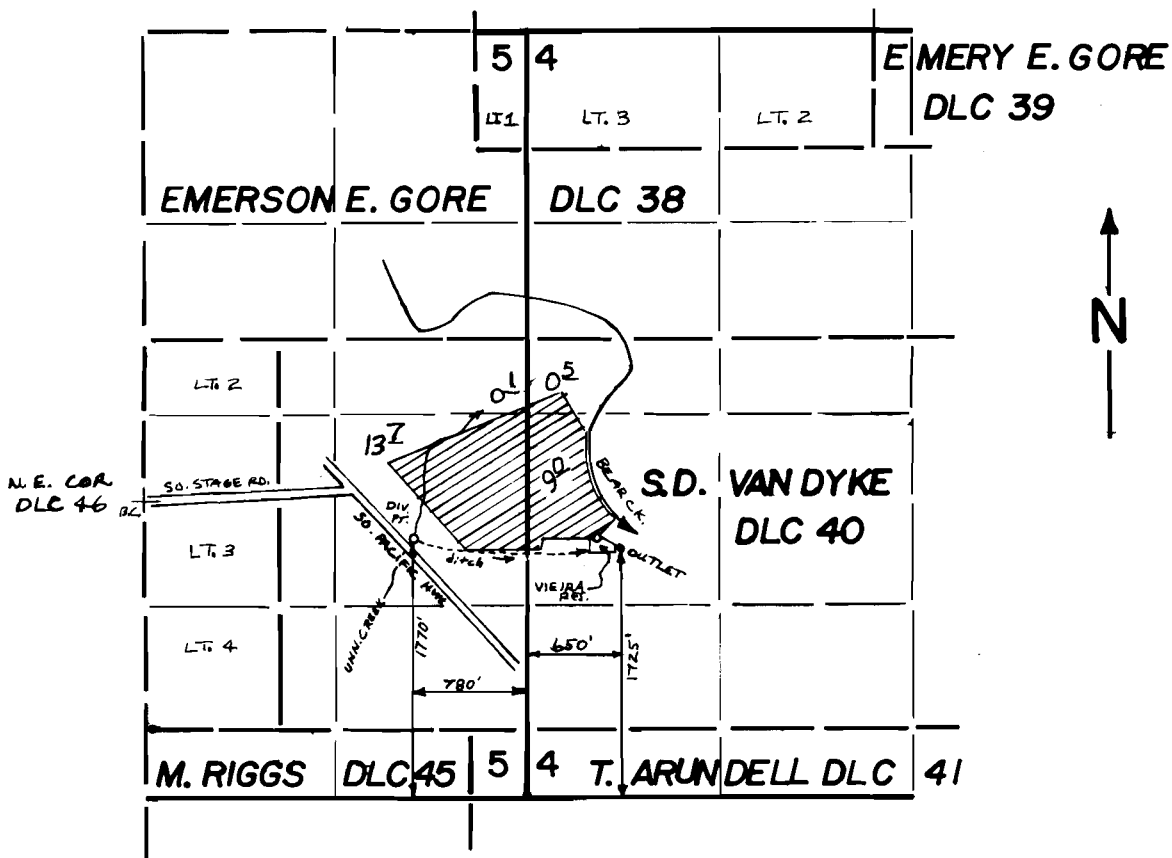 5 4
EMERY E. GORE
DLC 39
LT.1
LT. 3
LT. 2
EMERSON E. GORE DLC 38
N
LT. 2
0 1
0 5
13 7
9 0
BEAR CK.
S.D. VAN DYKE
DLC 40
N.E. COR
DLC 46
B.C.
SO. STAGE RD.
DIV.
PT.
SO. PACIFIC HWY
LT. 3
ditch
OUTLET
VIEIRA
RES.
UNN. CREEK
1770'
650'
1725'
LT. 4
780'
M. RIGGS DLC 45
5 4
T. ARUNDELL DLC 41